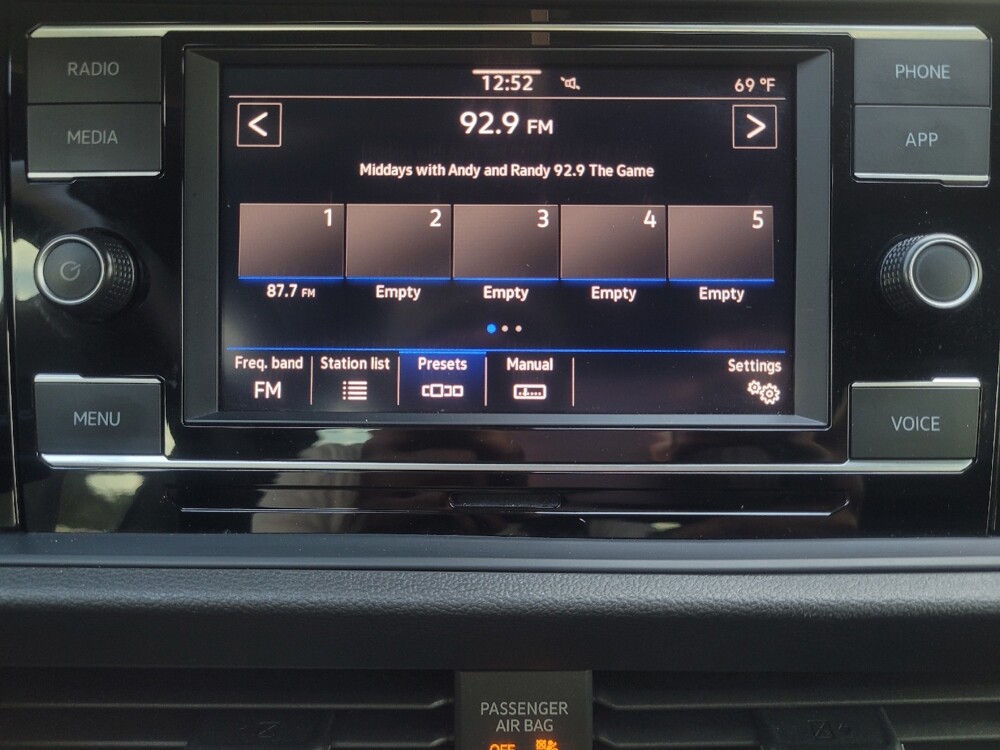 RADIO
MEDIA
PHONE
APP
12:52
69 °F
< 92.9 FM >
Middays with Andy and Randy 92.9 The Game
1 2 3 4 5
87.7 FM Empty Empty Empty Empty
Freq. band Station list Presets Manual Settings
FM
MENU
VOICE
PASSENGER
AIR BAG
OFF